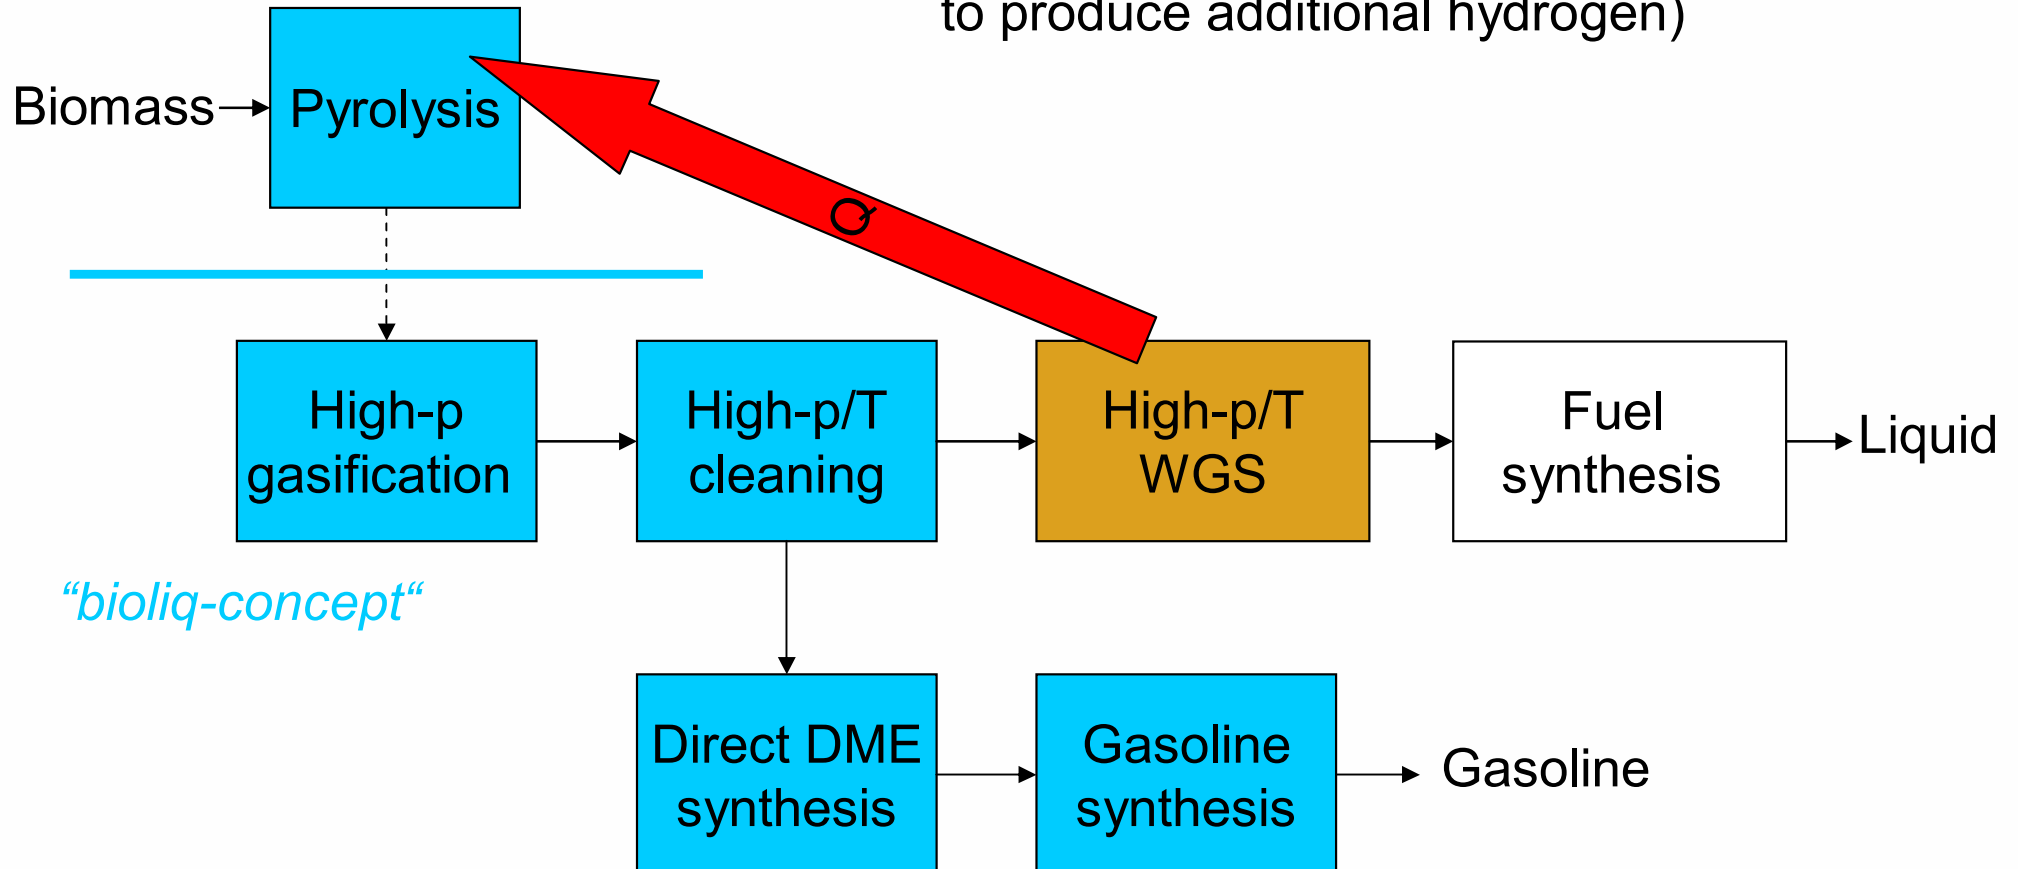 to produce additional hydrogen)
Biomass
Pyrolysis
Q
High-p
gasification
High-p/T
cleaning
High-p/T
WGS
Fuel
synthesis
Liquid
“bioliq-concept“
Direct DME
synthesis
Gasoline
synthesis
Gasoline